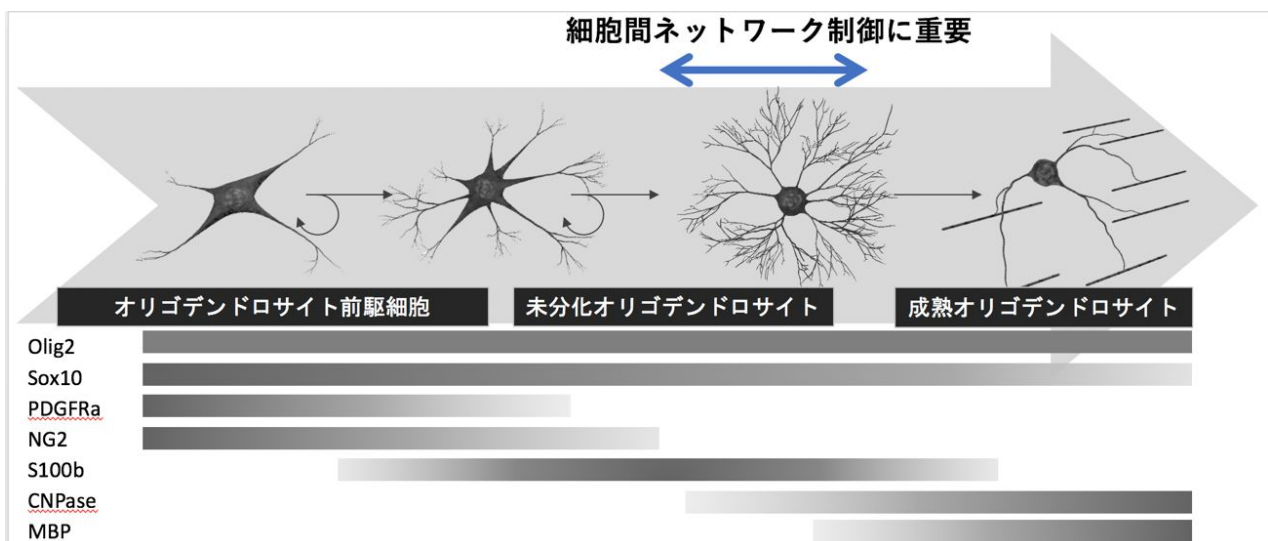 細胞間ネットワーク制御に重要
オリゴデンドロサイト前駆細胞
未分化オリゴデンドロサイト
成熟オリゴデンドロサイト
Olig2
Sox10
PDGFRa
NG2
S100b
CNPase
MBP